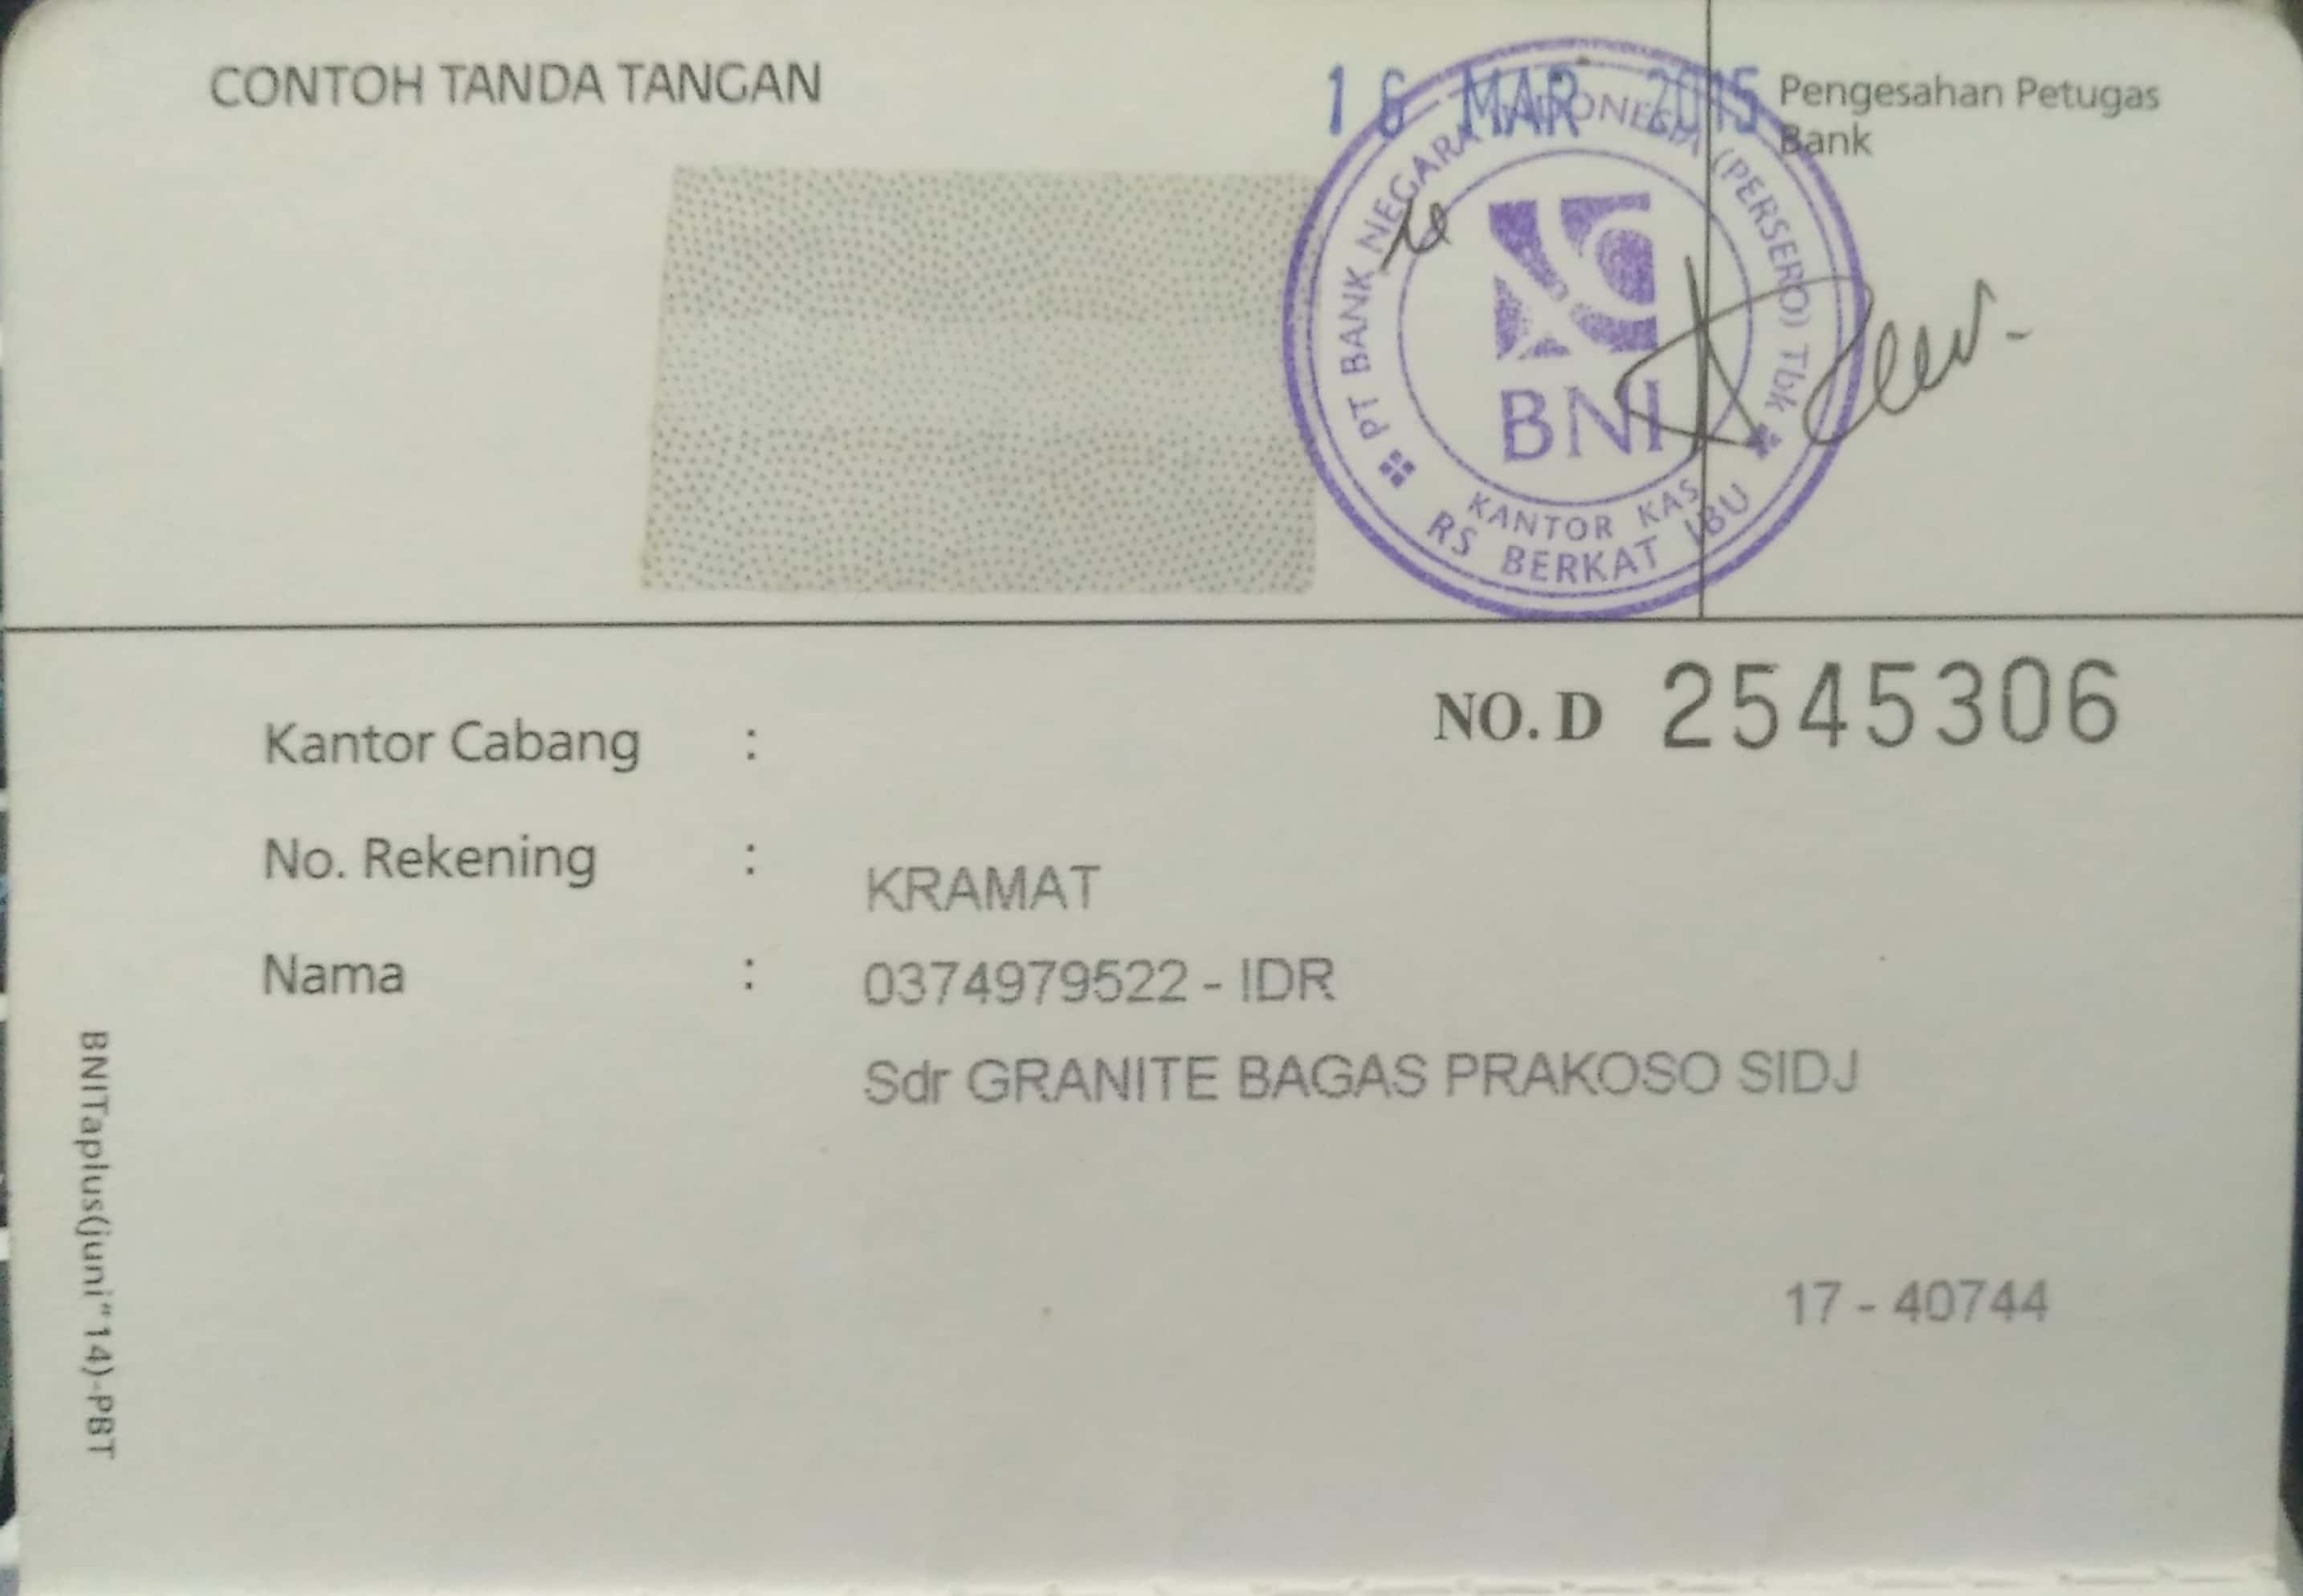 CONTOH TANDA TANGAN
16 MAR 2015
Pengesahan Petugas
Bank
PT BANK NEGARA INDONESIA (PERSERO) Tbk
BNI
KANTOR KAS
RS BERKAT IBU
NO. D 2545306
Kantor Cabang :
No. Rekening :
KRAMAT
Nama :
0374979522 - IDR
Sdr GRANITE BAGAS PRAKOSO SIDJ
17 - 40744
BNITaplus(juni"14)-PBT